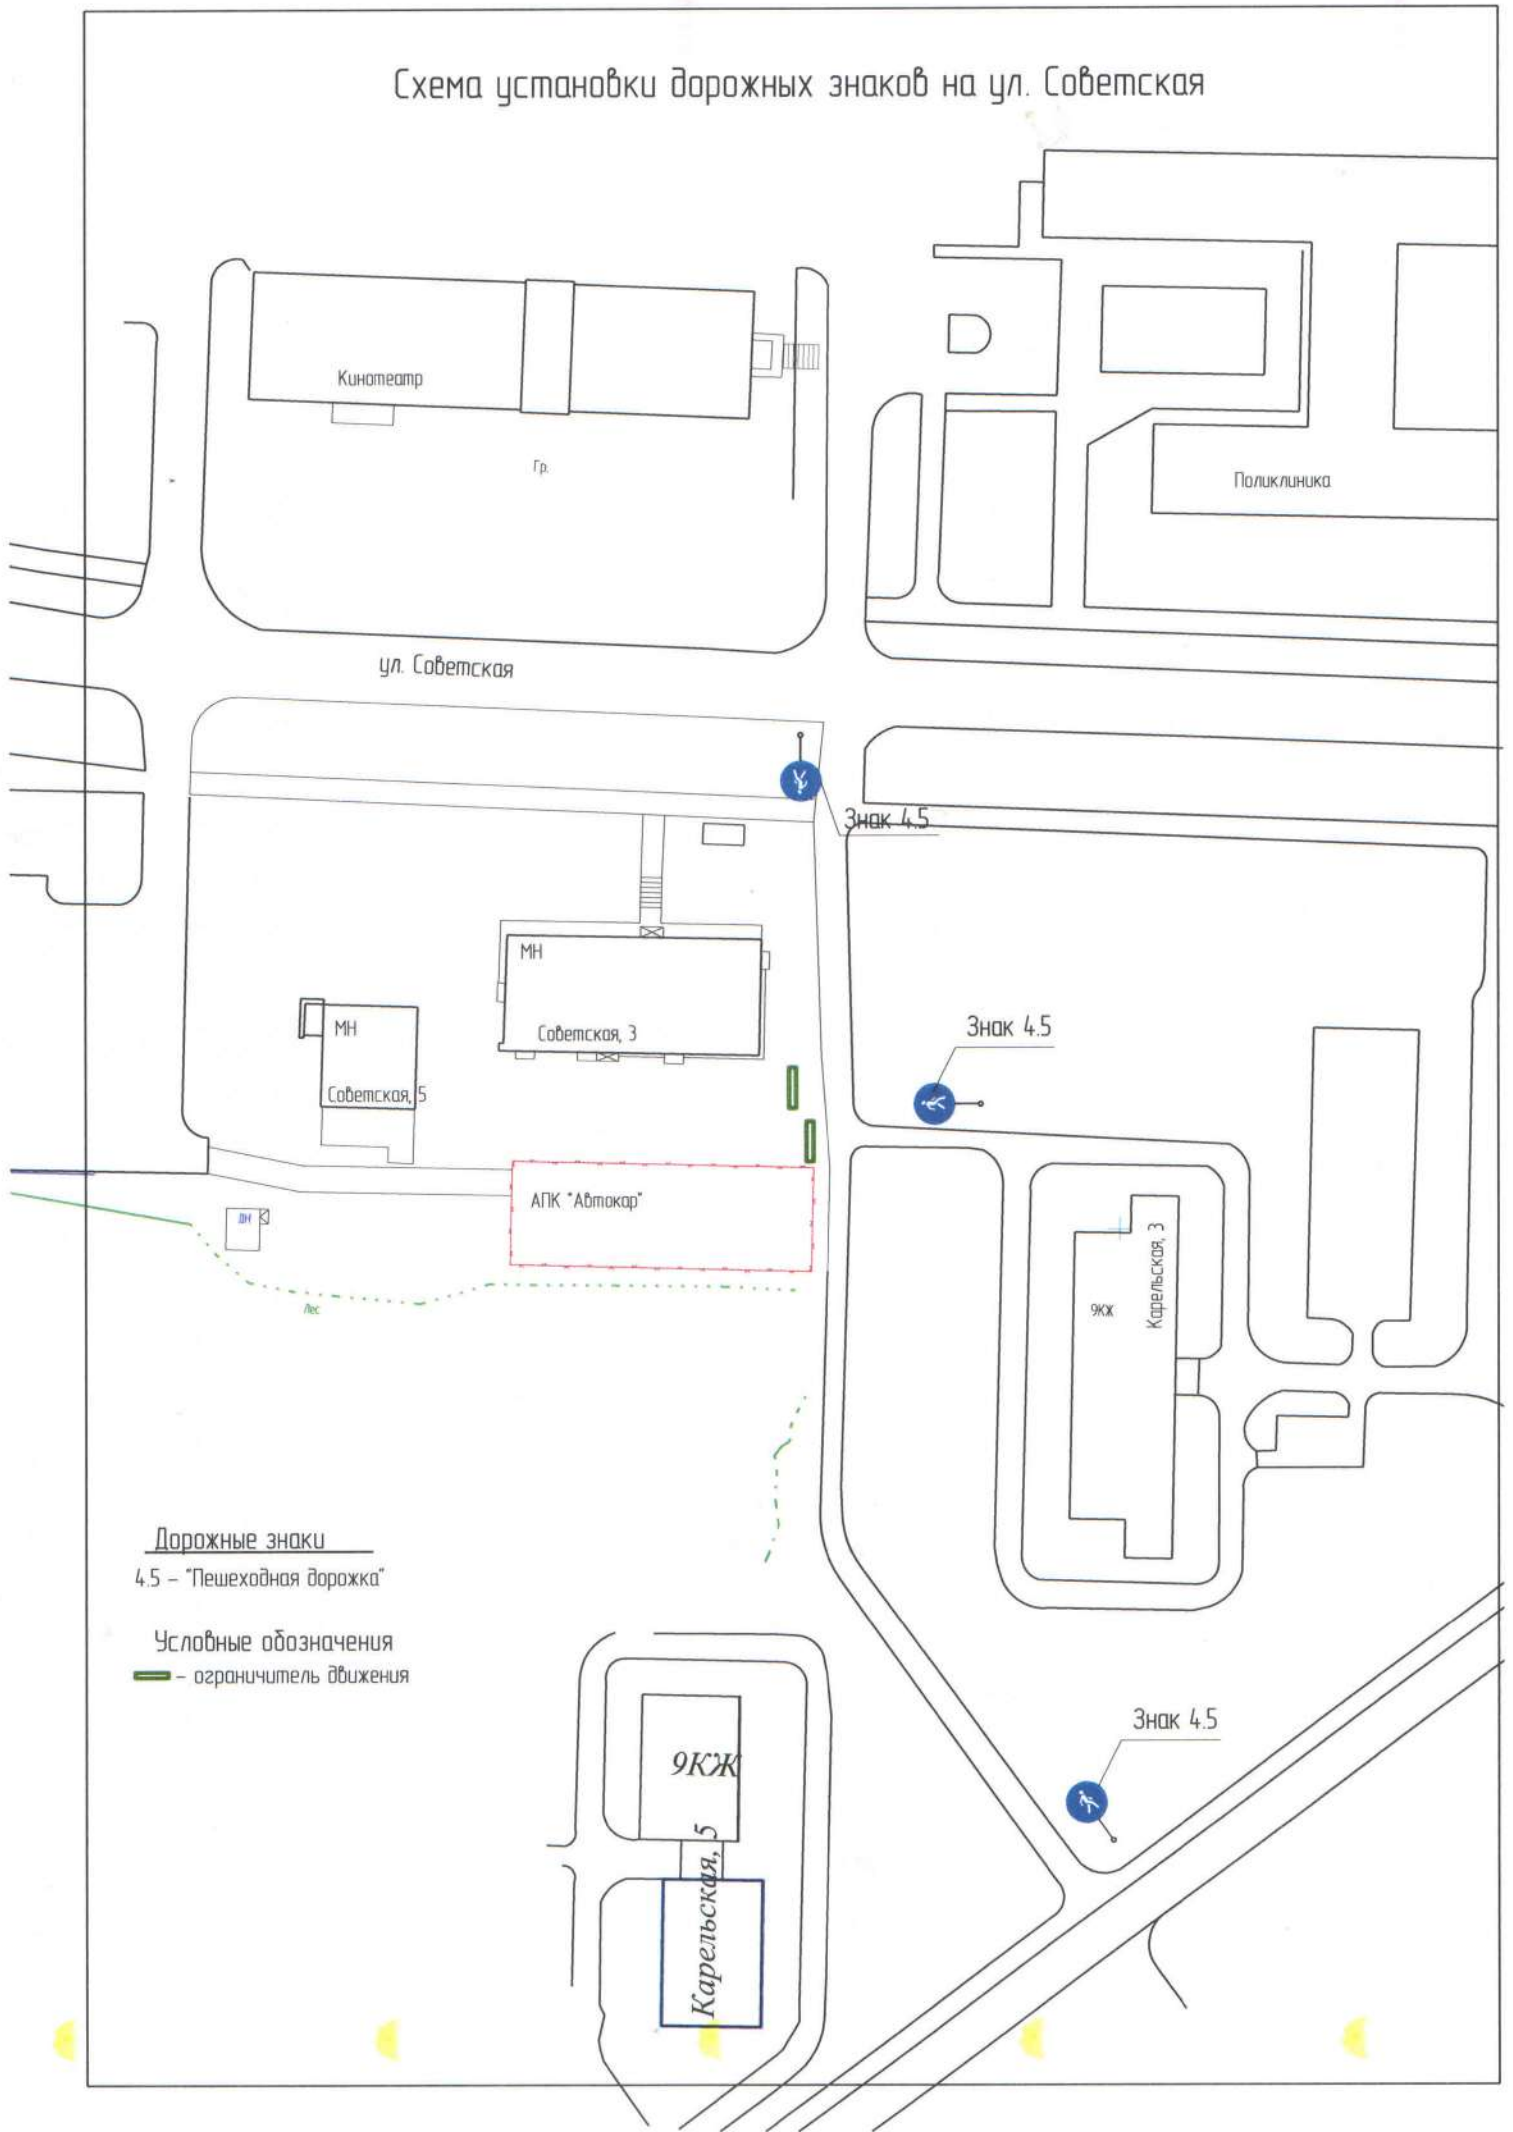 Схема установки дорожных знаков на ул. Советская
Кинотеатр
Гр.
Поликлиника
ул. Советская
Знак 4.5
МН
Советская, 3
МН
Советская, 5
Знак 4.5
АПК "Автокар"
ДН
Лес
9КЖ
Карельская, 3
Дорожные знаки
4.5 – "Пешеходная дорожка"
Условные обозначения
– ограничитель движения
9КЖ
Карельская, 5
Знак 4.5